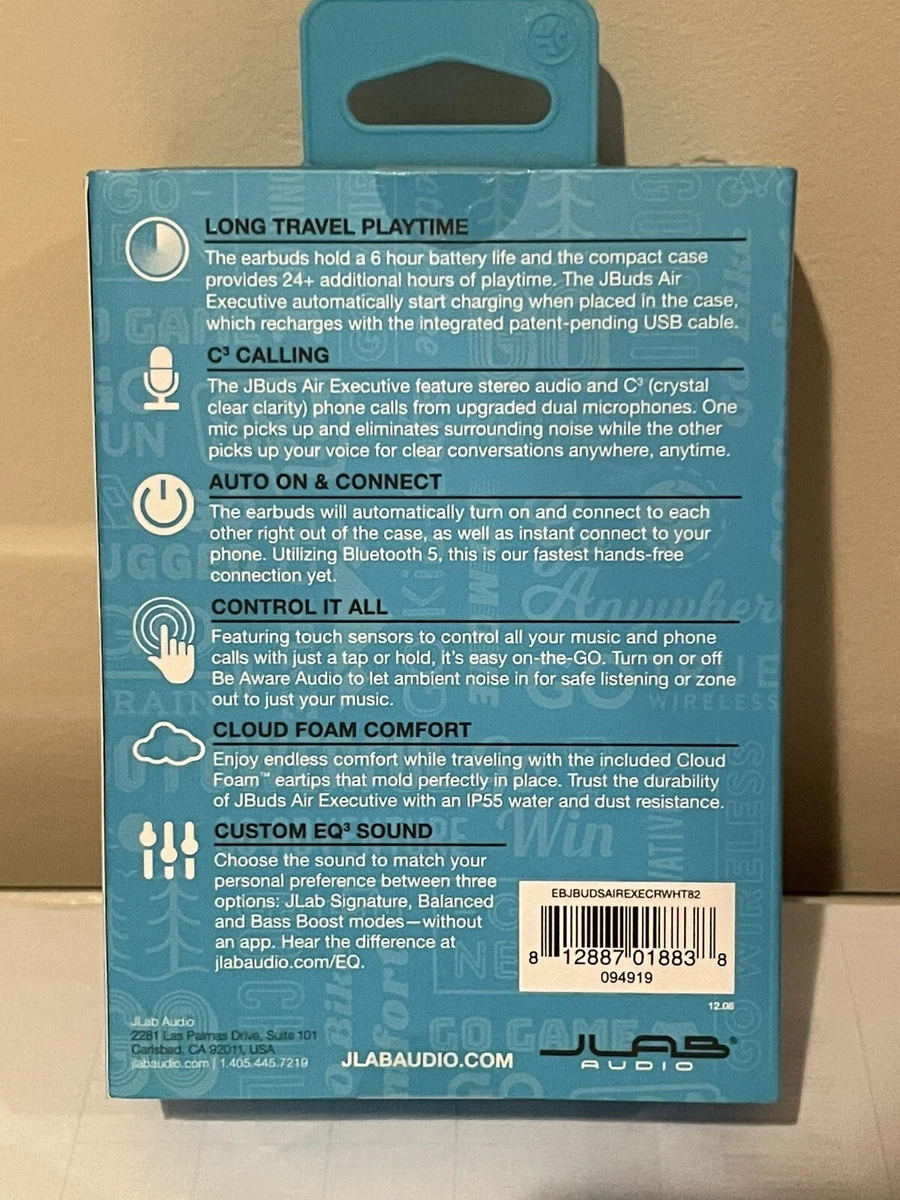 LONG TRAVEL PLAYTIME
The earbuds hold a 6 hour battery life and the compact case
provides 24+ additional hours of playtime. The JBuds Air
Executive automatically start charging when placed in the case,
which recharges with the integrated patent-pending USB cable.
C³ CALLING
The JBuds Air Executive feature stereo audio and C³ (crystal
clear clarity) phone calls from upgraded dual microphones. One
mic picks up and eliminates surrounding noise while the other
picks up your voice for clear conversations anywhere, anytime.
AUTO ON & CONNECT
The earbuds will automatically turn on and connect to each
other right out of the case, as well as instant connect to your
phone. Utilizing Bluetooth 5, this is our fastest hands-free
connection yet.
CONTROL IT ALL
Featuring touch sensors to control all your music and phone
calls with just a tap or hold, it's easy on-the-GO. Turn on or off
Be Aware Audio to let ambient noise in for safe listening or zone
out to just your music.
CLOUD FOAM COMFORT
Enjoy endless comfort while traveling with the included Cloud
Foam™ eartips that mold perfectly in place. Trust the durability
of JBuds Air Executive with an IP55 water and dust resistance.
CUSTOM EQ³ SOUND
Choose the sound to match your
personal preference between three
options: JLab Signature, Balanced
and Bass Boost modes—without
an app. Hear the difference at
jlabaudio.com/EQ.
EBJBUDSAIREXECRWHT82
8 12887 01883 8
094919
12.06
JLab Audio
2281 Las Palmas Drive, Suite 101
Carlsbad, CA 92011, USA
jlabaudio.com | 1.405.445.7219
JLABAUDIO.COM
JLAB®
AUDIO
Anywhere
WIRELESS
Win
GO GAME